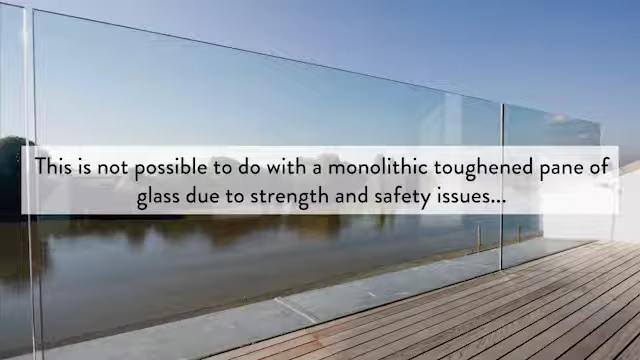 This is not possible to do with a monolithic toughened pane of
glass due to strength and safety issues...